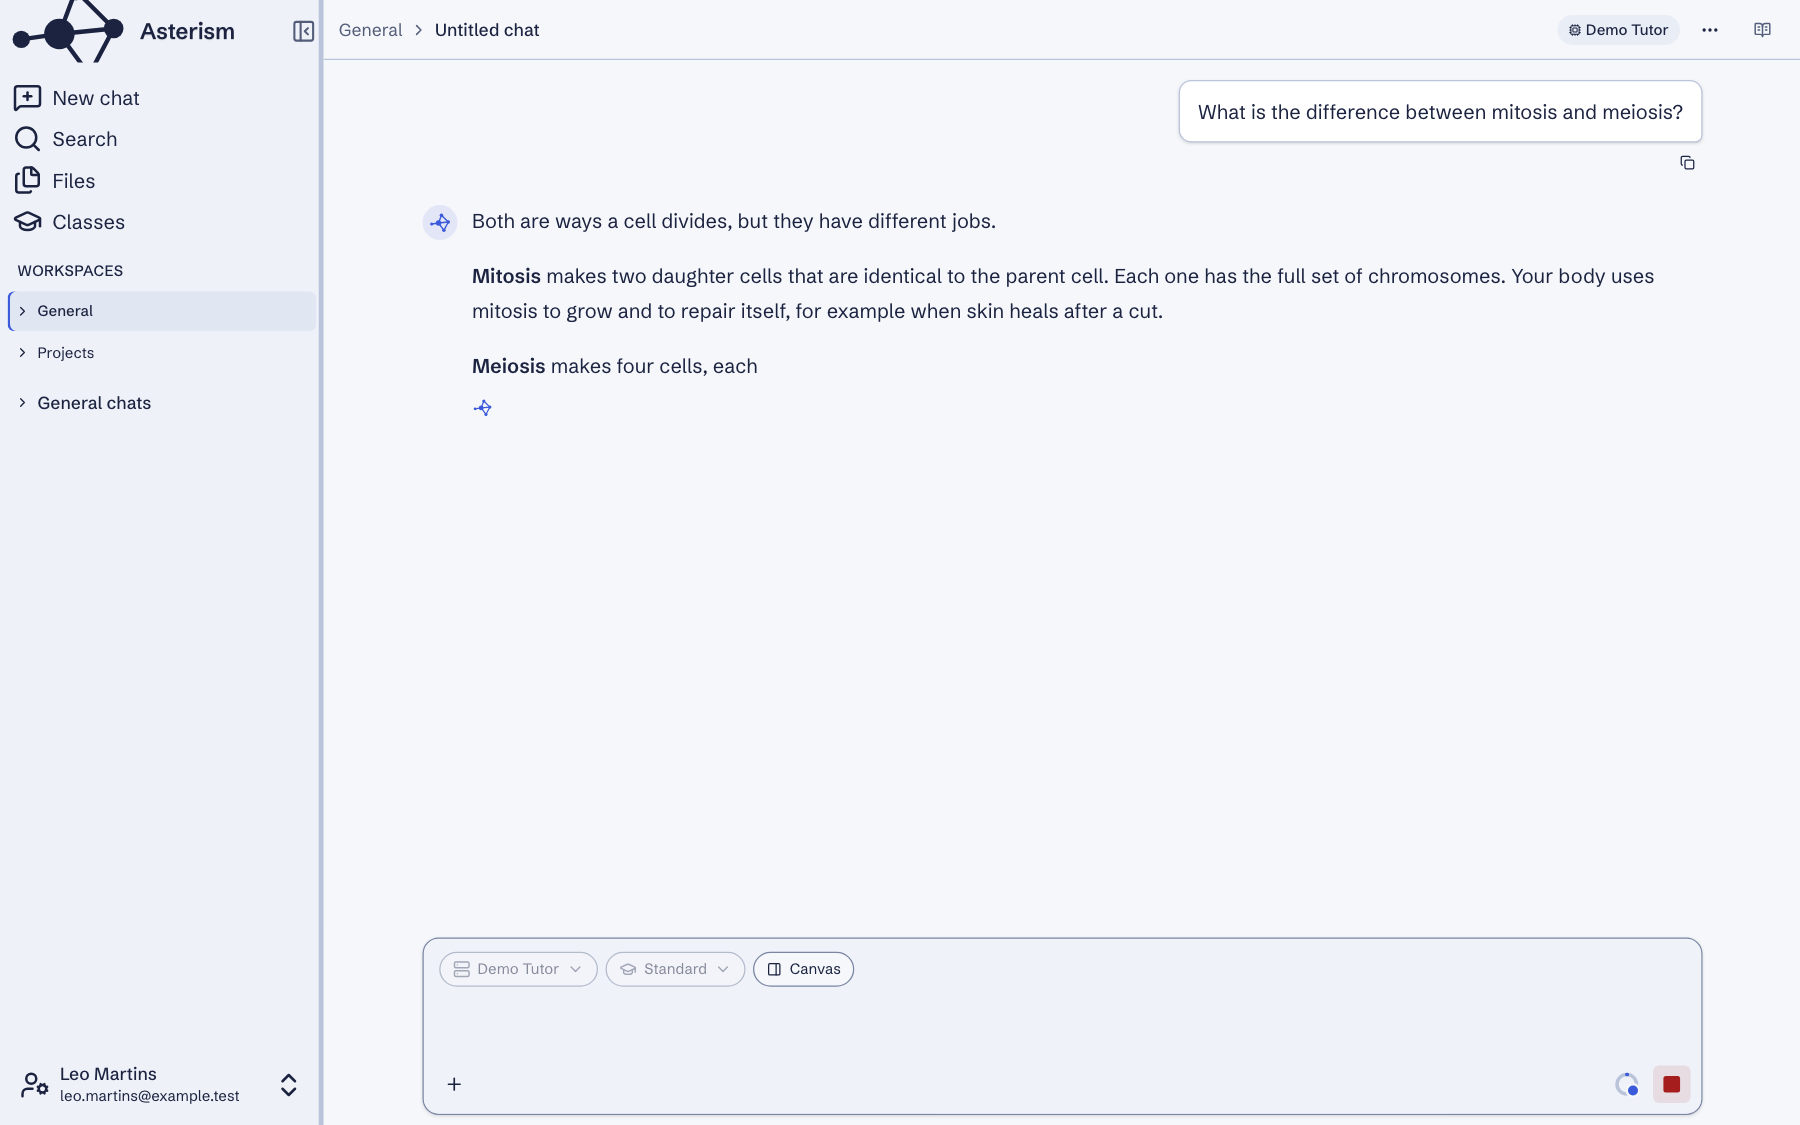 Asterism
General > Untitled chat
Demo Tutor
New chat
Search
Files
Classes
WORKSPACES
General
Projects
General chats
What is the difference between mitosis and meiosis?
Both are ways a cell divides, but they have different jobs.
Mitosis makes two daughter cells that are identical to the parent cell. Each one has the full set of chromosomes. Your body uses
mitosis to grow and to repair itself, for example when skin heals after a cut.
Meiosis makes four cells, each
Demo Tutor
Standard
Canvas
Leo Martins
leo.martins@example.test